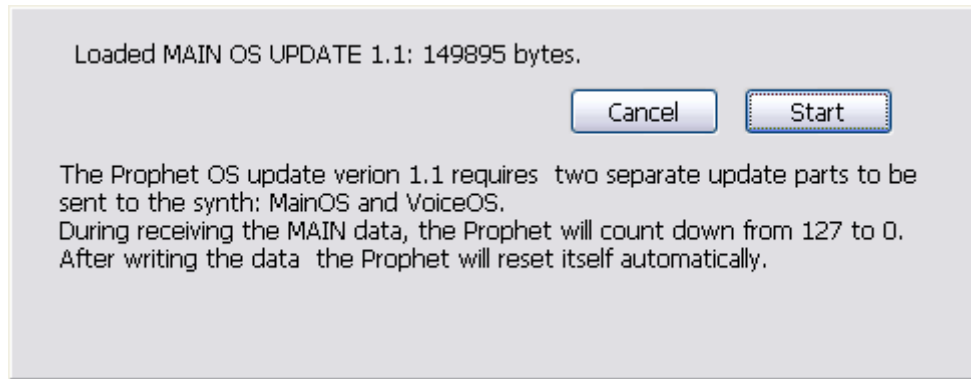 Loaded MAIN OS UPDATE 1.1: 149895 bytes.
Cancel Start
The Prophet OS update verion 1.1 requires  two separate update parts to be
sent to the synth: MainOS and VoiceOS.
During receiving the MAIN data, the Prophet will count down from 127 to 0.
After writing the data  the Prophet will reset itself automatically.